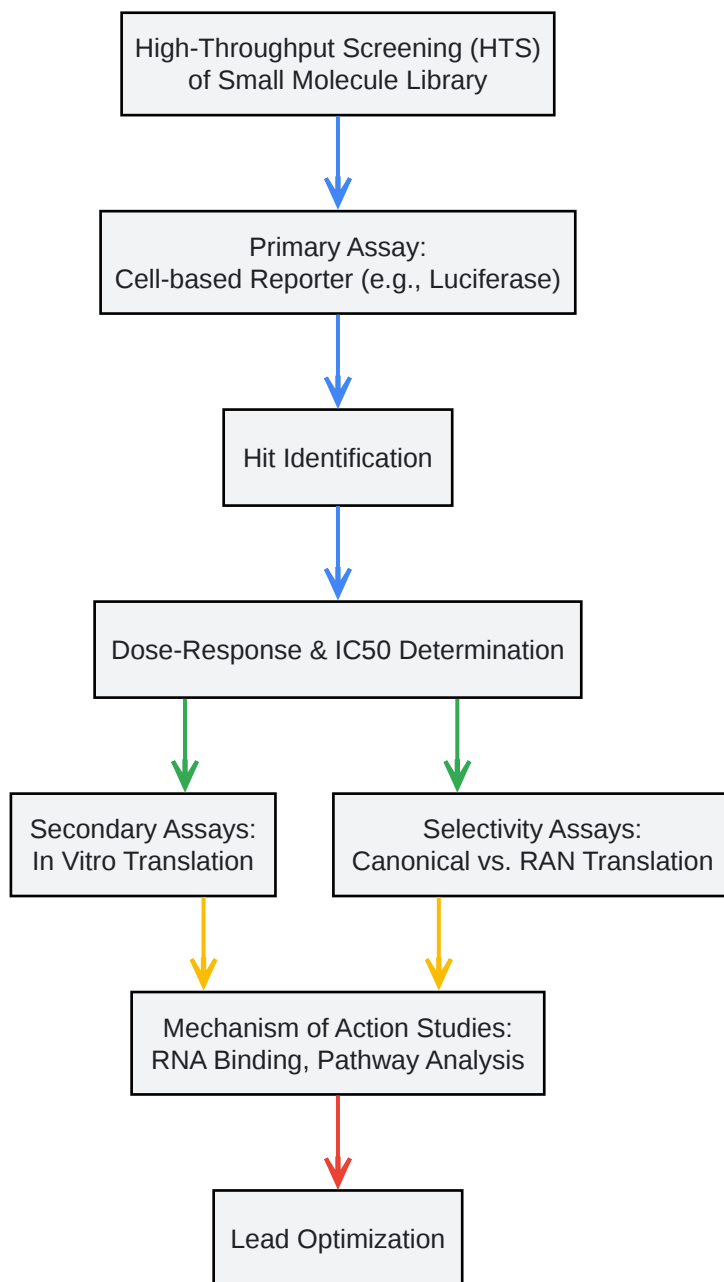 High-Throughput Screening (HTS)
of Small Molecule Library
Primary Assay:
Cell-based Reporter (e.g., Luciferase)
Hit Identification
Dose-Response & IC50 Determination
Secondary Assays:
In Vitro Translation
Selectivity Assays:
Canonical vs. RAN Translation
Mechanism of Action Studies:
RNA Binding, Pathway Analysis
Lead Optimization